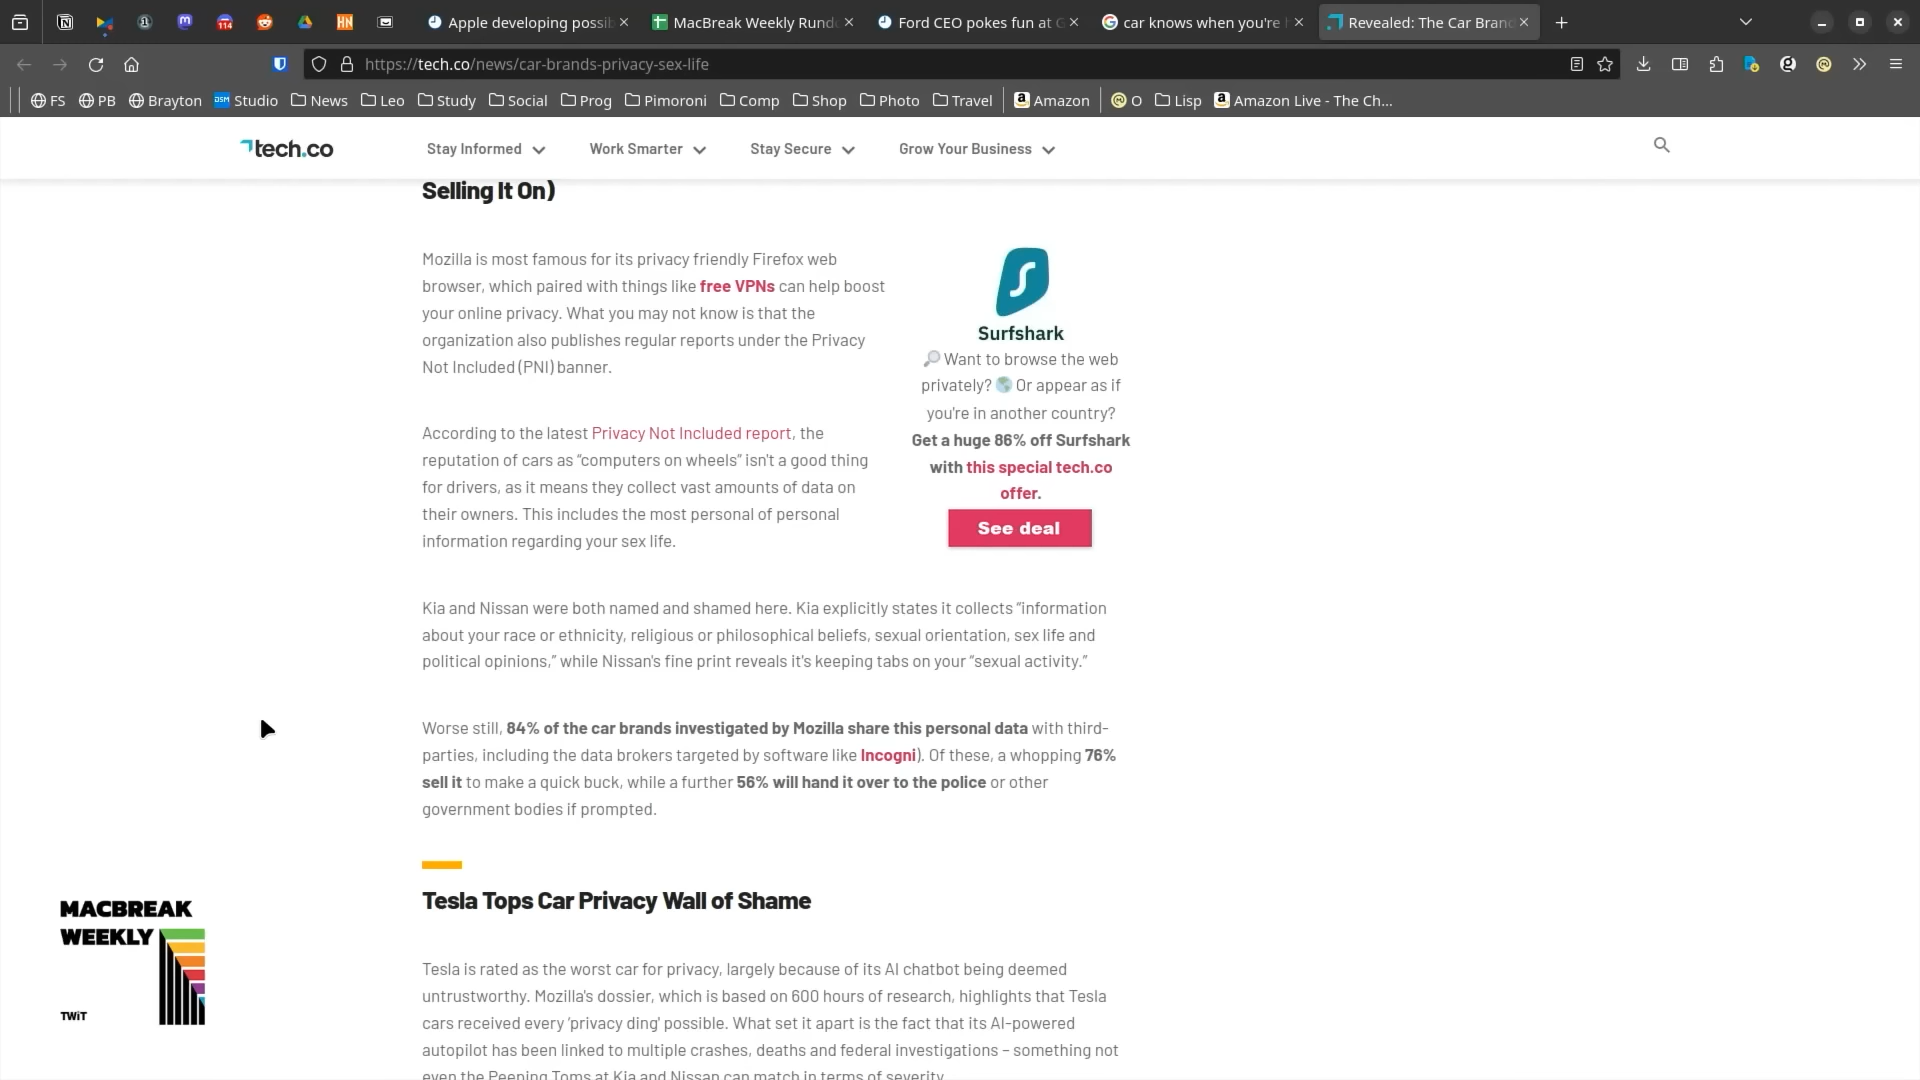 114
HN
Apple developing possib
MacBreak Weekly Rund
Ford CEO pokes fun at G
car knows when you're h
Revealed: The Car Bran
https://tech.co/news/car-brands-privacy-sex-life
FS
PB
Brayton
DSM Studio
News
Leo
Study
Social
Prog
Pimoroni
Comp
Shop
Photo
Travel
Amazon
O
Lisp
Amazon Live - The Ch...
tech.co
Stay Informed
Work Smarter
Stay Secure
Grow Your Business
Selling It On)
Mozilla is most famous for its privacy friendly Firefox web
browser, which paired with things like free VPNs can help boost
your online privacy. What you may not know is that the
organization also publishes regular reports under the Privacy
Not Included (PNI) banner.
According to the latest Privacy Not Included report, the
reputation of cars as “computers on wheels” isn't a good thing
for drivers, as it means they collect vast amounts of data on
their owners. This includes the most personal of personal
information regarding your sex life.
Surfshark
Want to browse the web
privately? Or appear as if
you're in another country?
Get a huge 86% off Surfshark
with this special tech.co
offer.
See deal
Kia and Nissan were both named and shamed here. Kia explicitly states it collects “information
about your race or ethnicity, religious or philosophical beliefs, sexual orientation, sex life and
political opinions,” while Nissan's fine print reveals it's keeping tabs on your “sexual activity.”
Worse still, 84% of the car brands investigated by Mozilla share this personal data with third-
parties, including the data brokers targeted by software like Incogni). Of these, a whopping 76%
sell it to make a quick buck, while a further 56% will hand it over to the police or other
government bodies if prompted.
Tesla Tops Car Privacy Wall of Shame
Tesla is rated as the worst car for privacy, largely because of its AI chatbot being deemed
untrustworthy. Mozilla's dossier, which is based on 600 hours of research, highlights that Tesla
cars received every ‘privacy ding’ possible. What set it apart is the fact that its AI-powered
autopilot has been linked to multiple crashes, deaths and federal investigations – something not
even the Peeping Toms at Kia and Nissan can match in terms of severity.
MACBREAK
WEEKLY
TWiT